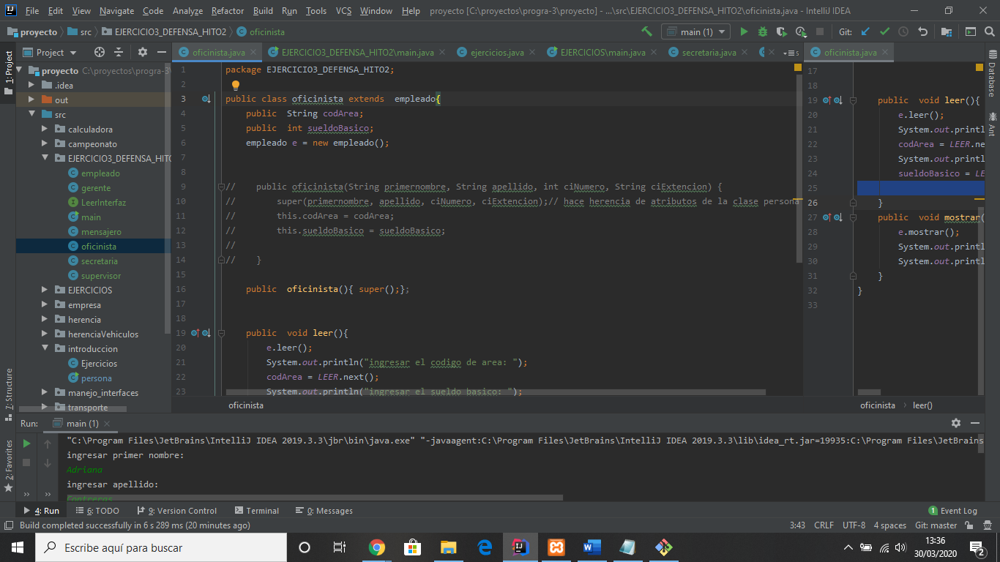 File Edit View Navigate Code Analyze Refactor Build Run Tools VCS Window Help proyecto [C:\proyectos\progra-3\proyecto] - ...\src\EJERCICIO3_DEFENSA_HITO2\oficinista.java - IntelliJ IDEA
proyecto src EJERCICIO3_DEFENSA_HITO2 oficinista main (1) Git:
1: Project
7: Structure
2: Favorites
Project
proyecto C:\proyectos\progra-3\
.idea
out
src
calculadora
campeonato
EJERCICIO3_DEFENSA_HITO
empleado
gerente
LeerInterfaz
main
mensajero
oficinista
secretaria
supervisor
EJERCICIOS
empresa
herencia
herenciaVehiculos
introduccion
Ejercicios
persona
manejo_interfaces
transporte
oficinista.java EJERCICIO3_DEFENSA_HITO2\main.java ejercicios.java EJERCICIOS\main.java secretaria.java 5
1 package EJERCICIO3_DEFENSA_HITO2;
2
3 public class oficinista extends  empleado{
4 public  String codArea;
5 public  int sueldoBasico;
6 empleado e = new empleado();
7
8
9 //    public oficinista(String primernombre, String apellido, int ciNumero, String ciExtencion) {
10 //        super(primernombre, apellido, ciNumero, ciExtencion);// hace herencia de atributos de la clase persona
11 //        this.codArea = codArea;
12 //        this.sueldoBasico = sueldoBasico;
13 //
14 //    }
15
16 public  oficinista(){ super();};
17
18
19 public  void leer(){
20 e.leer();
21 System.out.println("ingresar el codigo de area: ");
22 codArea = LEER.next();
23 System.out.println("ingresar el sueldo basico: ");
oficinista
oficinista.java
17
18
19 public  void leer(){
20 e.leer();
21 System.out.printl
22 codArea = LEER.ne
23 System.out.printl
24 sueldoBasico = LE
25
26 }
27 public  void mostrar(
28 e.mostrar();
29 System.out.printl
30 System.out.printl
31 }
32 }
33
oficinista leer()
Database
Ant
Run: main (1)
"C:\Program Files\JetBrains\IntelliJ IDEA 2019.3.3\jbr\bin\java.exe" "-javaagent:C:\Program Files\JetBrains\IntelliJ IDEA 2019.3.3\lib\idea_rt.jar=19935:C:\Program Files\JetBrains
ingresar primer nombre:
Adriana
ingresar apellido:
Contreras
4: Run 6: TODO 9: Version Control Terminal 0: Messages 1 Event Log
Build completed successfully in 6 s 289 ms (20 minutes ago) 3:43 CRLF UTF-8 4 spaces Git: master
Escribe aquí para buscar
13:36
30/03/2020
2